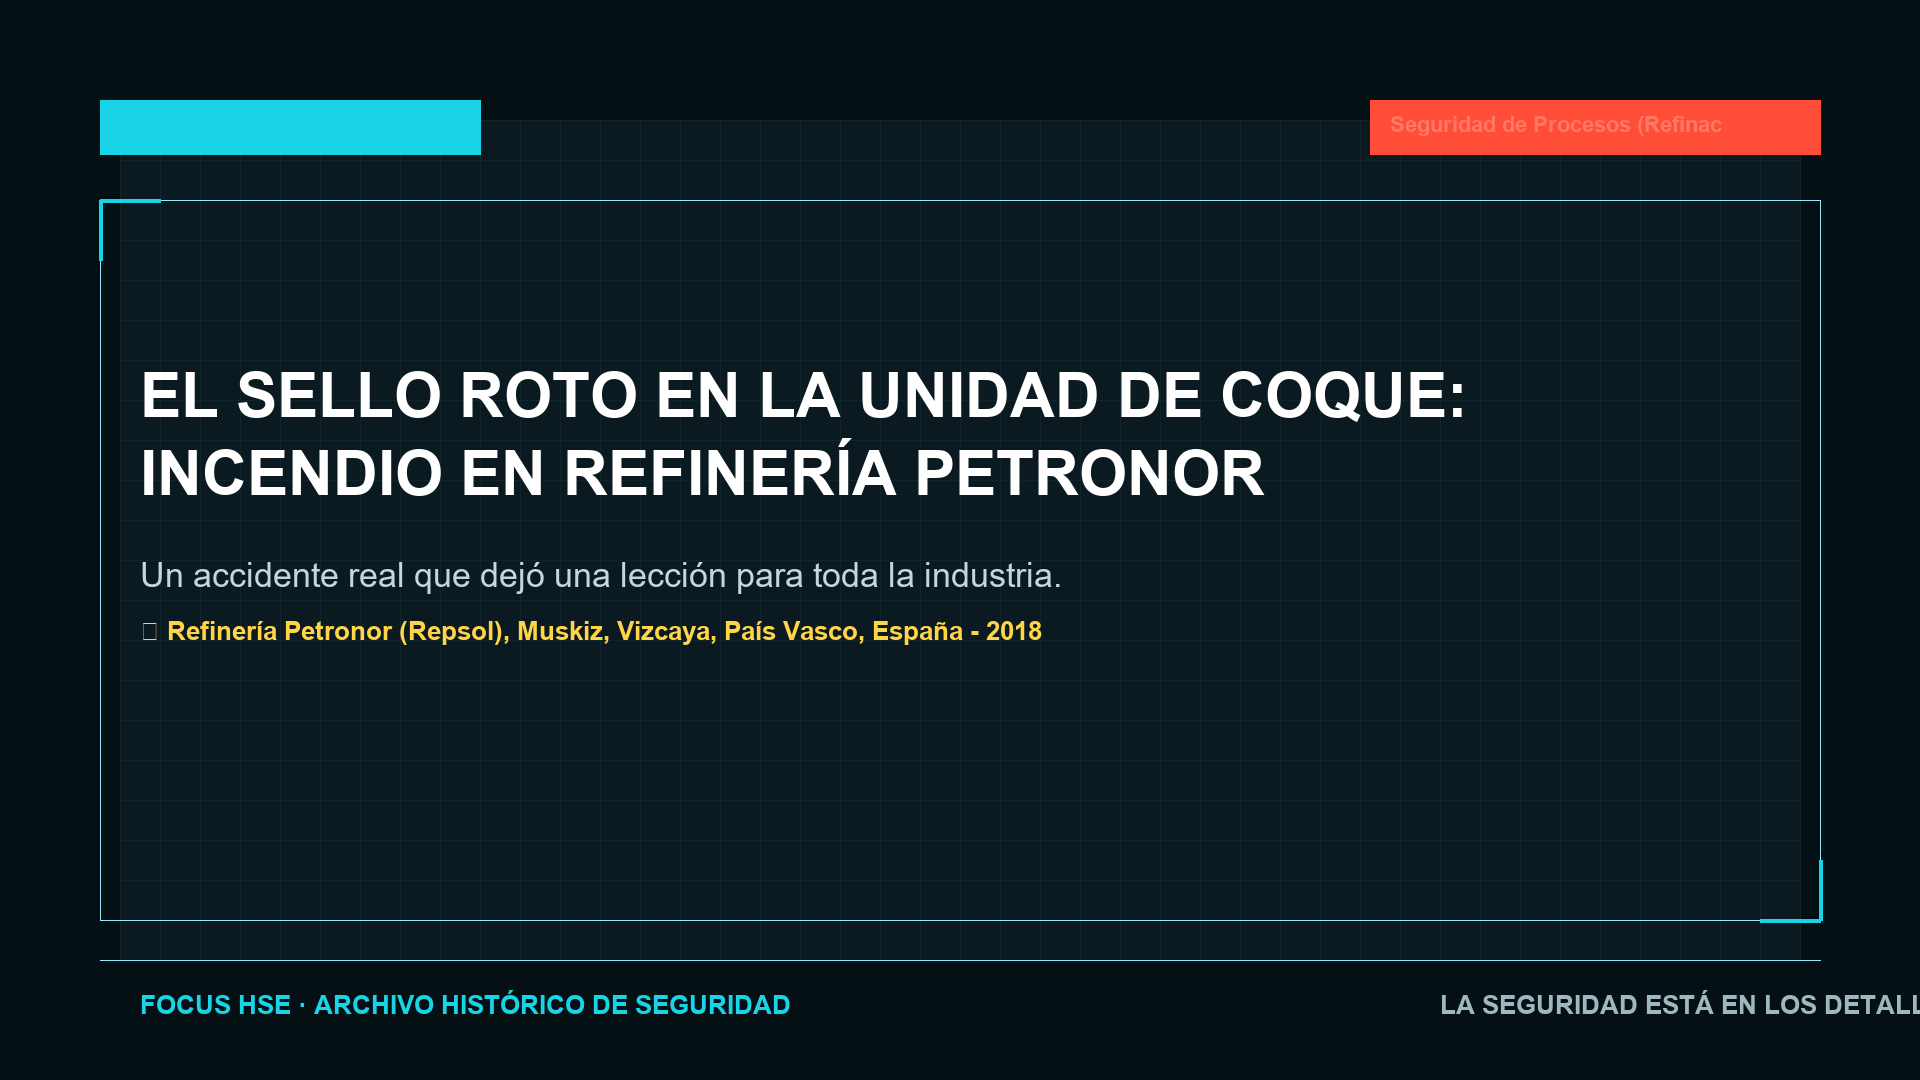 Seguridad de Procesos (Refinac
EL SELLO ROTO EN LA UNIDAD DE COQUE:
INCENDIO EN REFINERÍA PETRONOR
Un accidente real que dejó una lección para toda la industria.
Refinería Petronor (Repsol), Muskiz, Vizcaya, País Vasco, España - 2018
FOCUS HSE · ARCHIVO HISTÓRICO DE SEGURIDAD
LA SEGURIDAD ESTÁ EN LOS DETALL